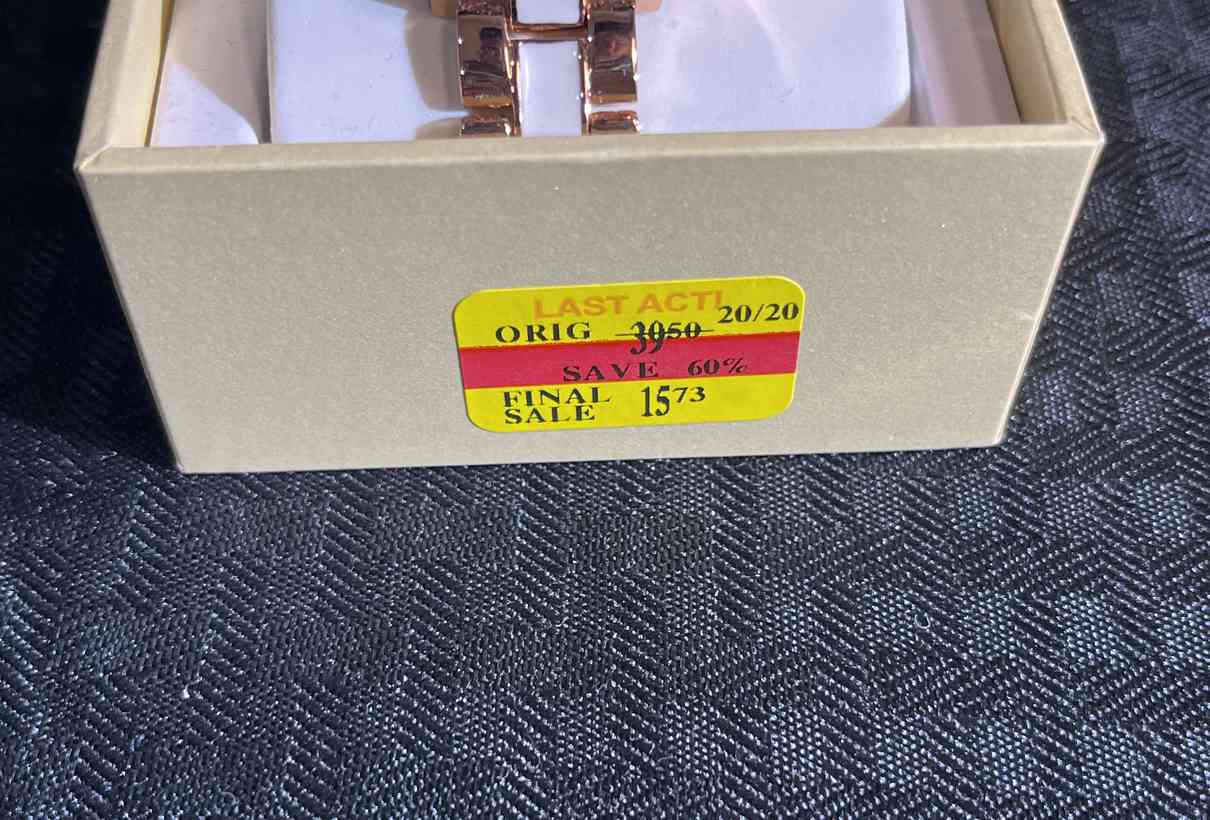 LAST ACT!
20/20
ORIG 3950
SAVE 60%
FINAL
SALE 1573